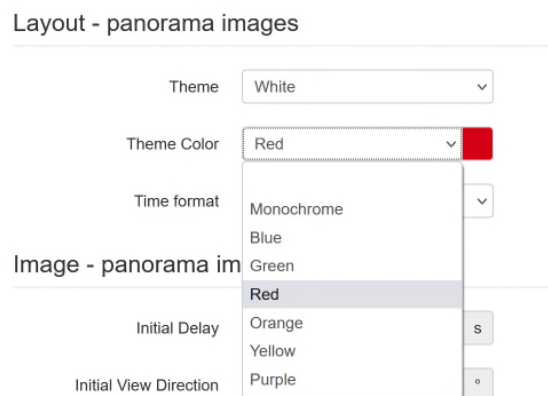 Layout - panorama images
Theme White
Theme Color Red
Time format
Monochrome
Blue
Green
Image - panorama im
Red
Orange
Initial Delay s
Yellow
Purple
Initial View Direction °